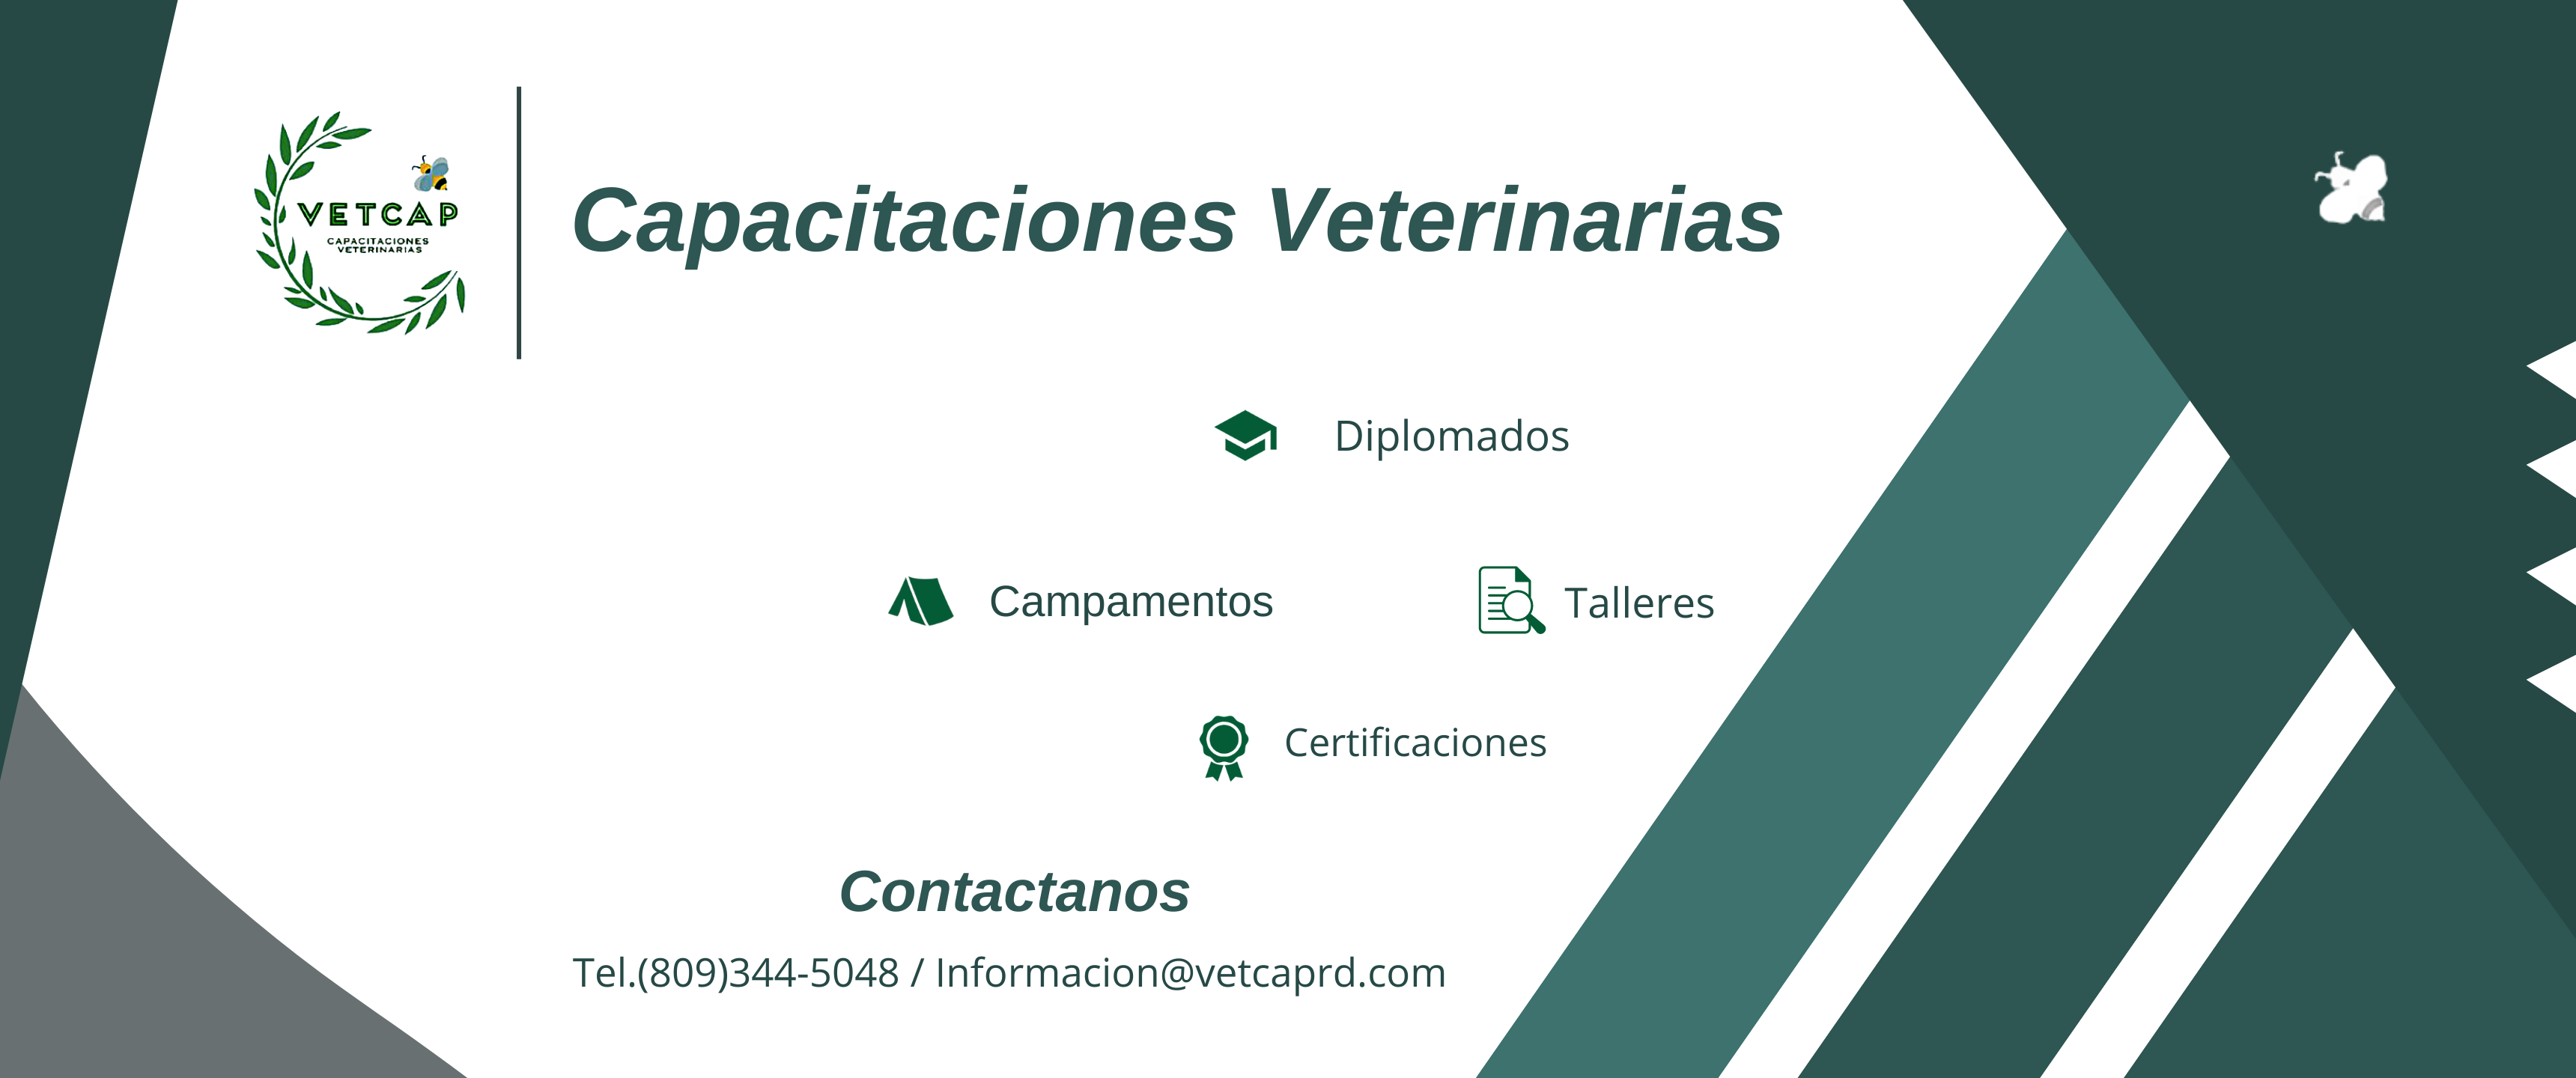 VETCAP
CAPACITACIONES
VETERINARIAS
Capacitaciones Veterinarias
Diplomados
Campamentos
Talleres
Certificaciones
Contactanos
Tel.(809)344-5048 / Informacion@vetcaprd.com